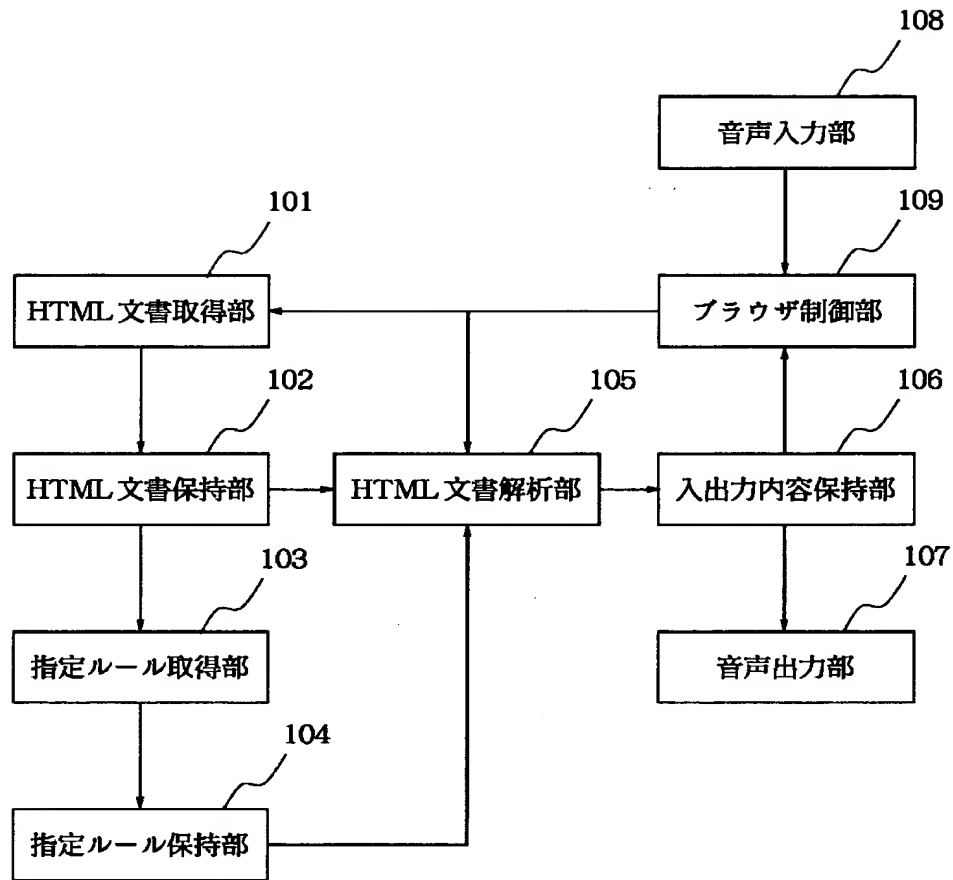 108
音声入力部
101
109
HTML 文書取得部
ブラウザ制御部
102
105
106
HTML 文書保持部
HTML 文書解析部
入出力内容保持部
103
107
指定ルール取得部
音声出力部
104
指定ルール保持部